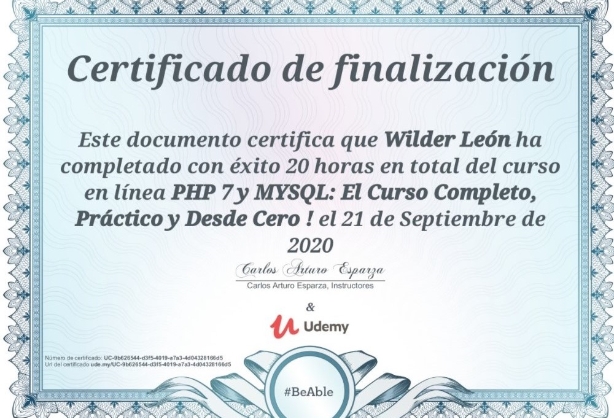 Certificado de finalización
Este documento certifica que Wilder León ha
completado con éxito 20 horas en total del curso
en línea PHP 7 y MYSQL: El Curso Completo,
Práctico y Desde Cero ! el 21 de Septiembre de
2020
Carlos Arturo Esparza
Carlos Arturo Esparza, Instructores
&
Udemy
Número de certificado: UC-9b626544-d3f5-4019-a7a3-4d04328166d5
Url del certificado: ude.my/UC-9b626544-d3f5-4019-a7a3-4d04328166d5
#BeAble